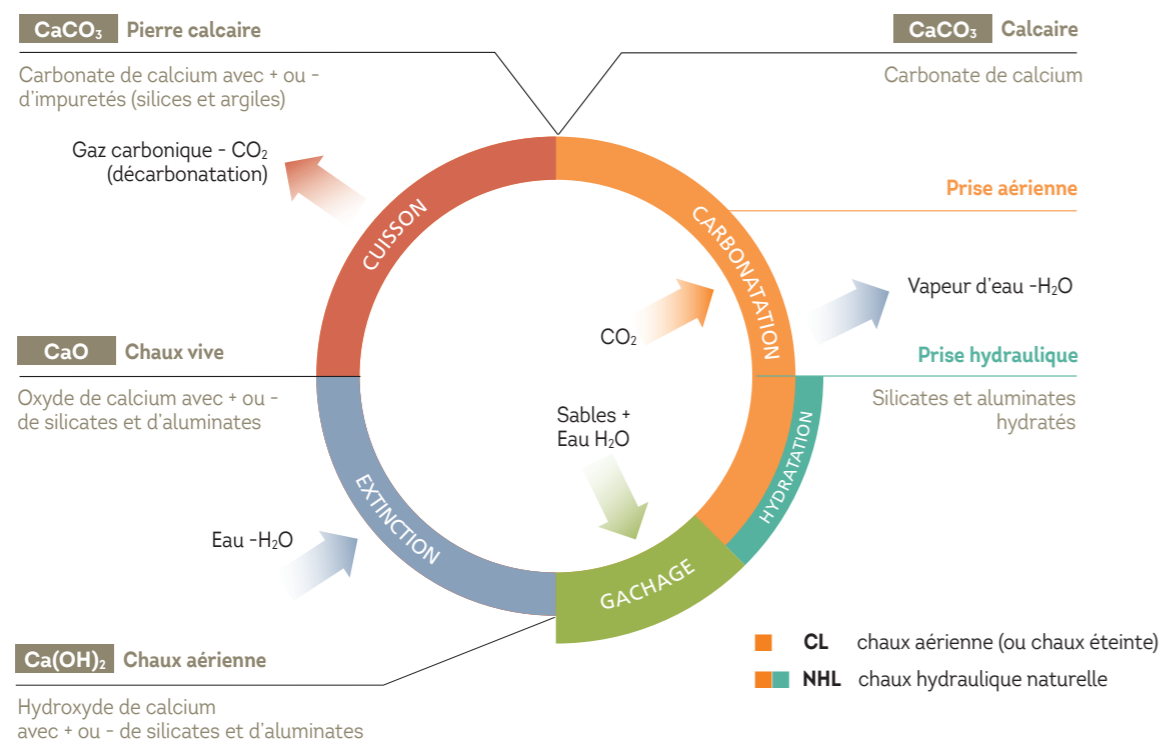 CaCO₃ Pierre calcaire
Carbonate de calcium avec + ou -
d'impuretés (silices et argiles)
CaCO₃ Calcaire
Carbonate de calcium
Gaz carbonique - CO₂
(décarbonatation)
CUISSON
CARBONATATION
Prise aérienne
Vapeur d'eau -H₂O
CO₂
CaO Chaux vive
Oxyde de calcium avec + ou -
de silicates et d'aluminates
Prise hydraulique
Silicates et aluminates
hydratés
Sables +
Eau H₂O
HYDRATATION
EXTINCTION
Eau -H₂O
GACHAGE
Ca(OH)₂ Chaux aérienne
Hydroxyde de calcium
avec + ou - de silicates et d'aluminates
CL chaux aérienne (ou chaux éteinte)
NHL chaux hydraulique naturelle